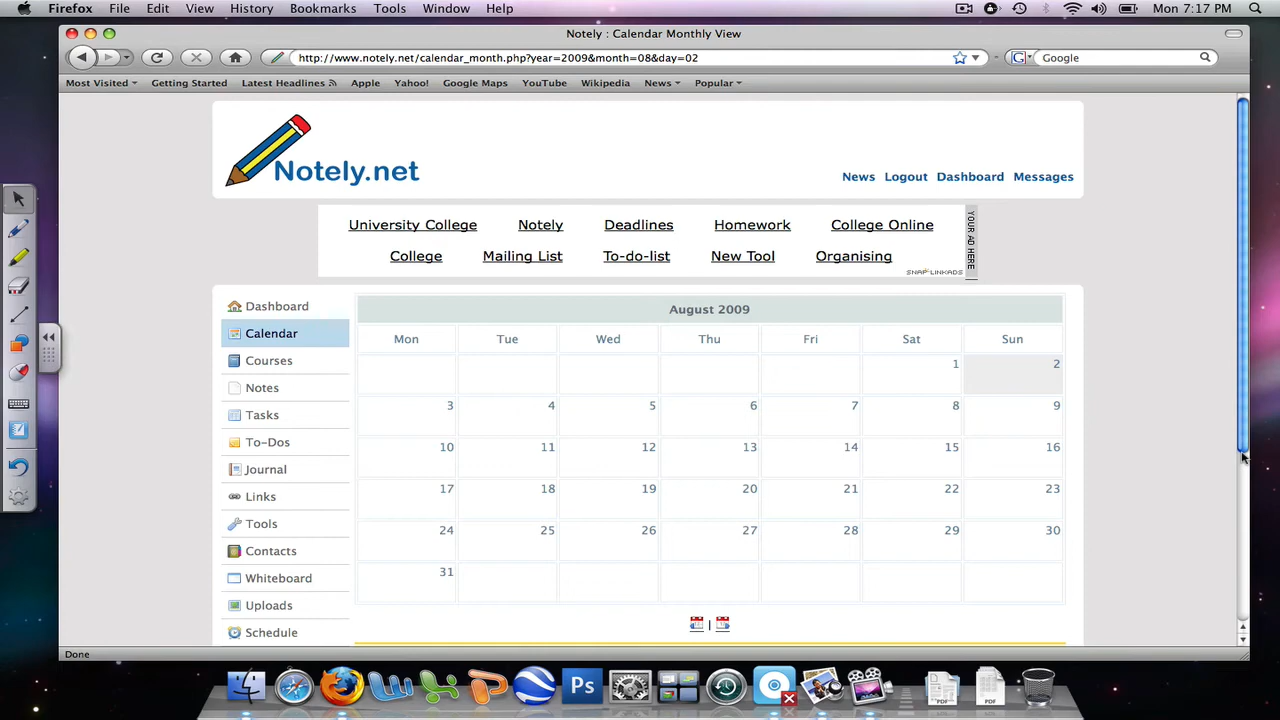 Firefox File Edit View History Bookmarks Tools Window Help Mon 7:17 PM
Notely : Calendar Monthly View
http://www.notely.net/calendar_month.php?year=2009&month=08&day=02 Google
Most Visited Getting Started Latest Headlines Apple Yahoo! Google Maps YouTube Wikipedia News Popular
Notely.net
News Logout Dashboard Messages
University College Notely Deadlines Homework College Online
College Mailing List To-do-list New Tool Organising
YOUR AD HERE
SNAP LINKADS
Dashboard
Calendar
Courses
Notes
Tasks
To-Dos
Journal
Links
Tools
Contacts
Whiteboard
Uploads
Schedule
August 2009
Mon Tue Wed Thu Fri Sat Sun
1 2
3 4 5 6 7 8 9
10 11 12 13 14 15 16
17 18 19 20 21 22 23
24 25 26 27 28 29 30
31
|
Done
Ps
PDF PDF